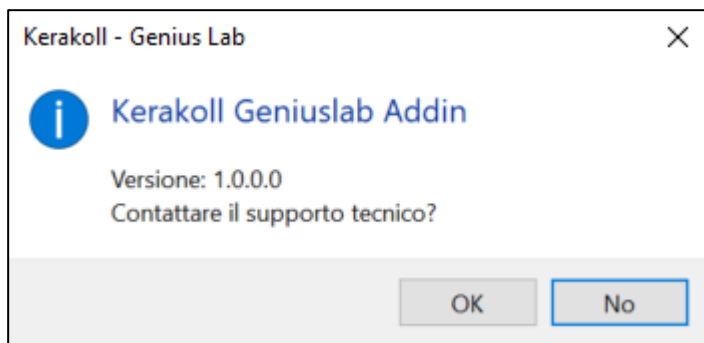 Kerakoll - Genius Lab
Kerakoll Geniuslab Addin
Versione: 1.0.0.0
Contattare il supporto tecnico?
OK No